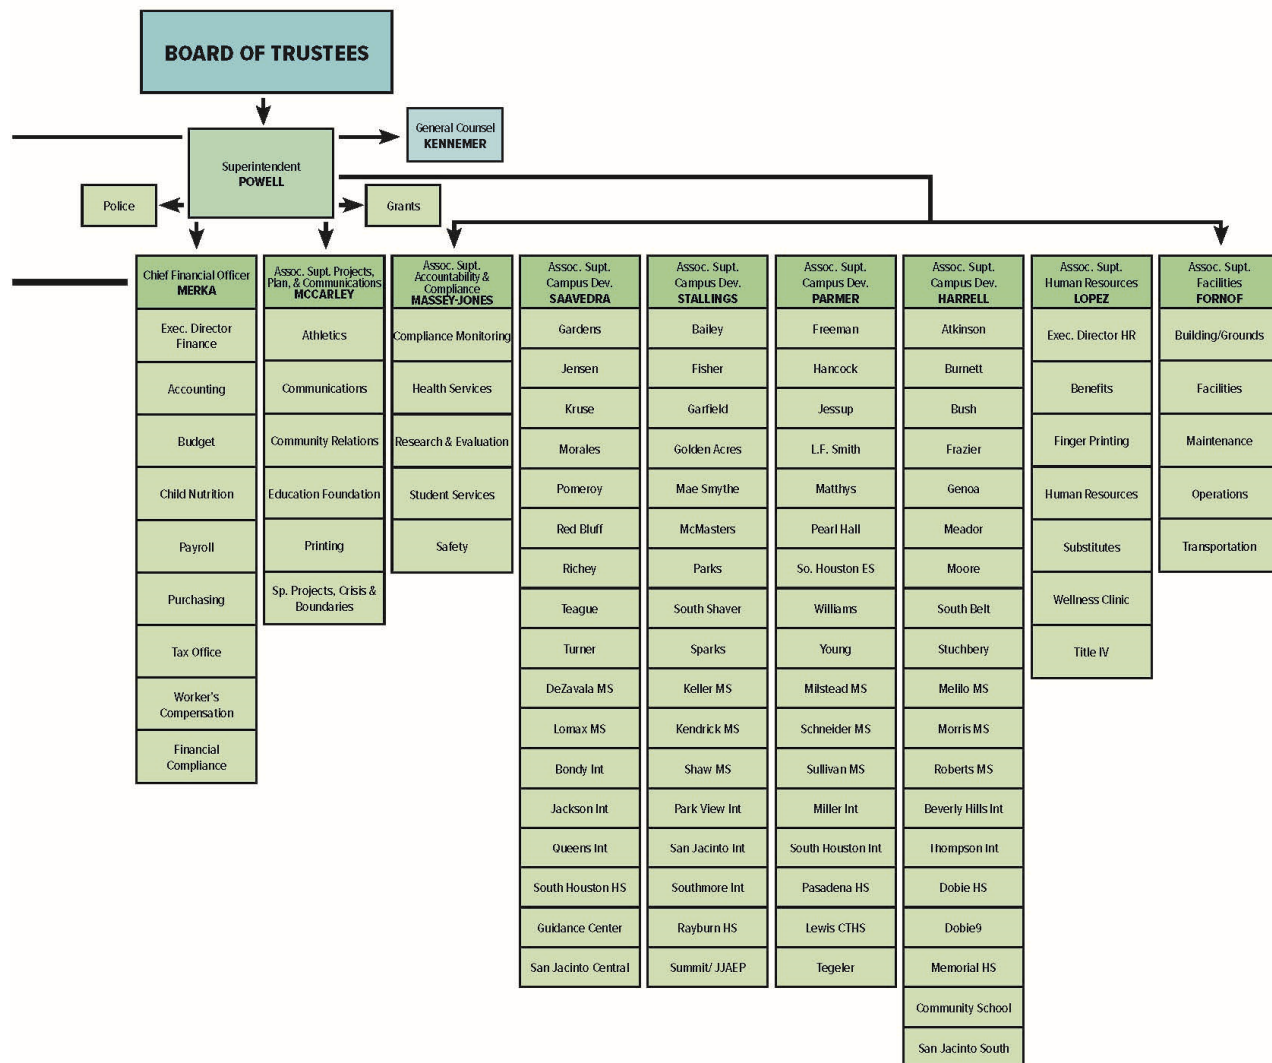 BOARD OF TRUSTEES
General Counsel
KENNEMER
Superintendent
POWELL
Police
Grants
Chief Financial Officer
MERKA
Exec. Director
Finance
Accounting
Budget
Child Nutrition
Payroll
Purchasing
Tax Office
Worker's
Compensation
Financial
Compliance
Assoc. Supt. Projects,
Plan, & Communications
MCCARLEY
Athletics
Communications
Community Relations
Education Foundation
Printing
Sp. Projects, Crisis &
Boundaries
Assoc. Supt.
Accountability &
Compliance
MASSEY-JONES
Compliance Monitoring
Health Services
Research & Evaluation
Student Services
Safety
Assoc. Supt.
Campus Dev.
SAAVEDRA
Gardens
Jensen
Kruse
Morales
Pomeroy
Red Bluff
Richey
Teague
Turner
DeZavala MS
Lomax MS
Bondy Int
Jackson Int
Queens Int
South Houston HS
Guidance Center
San Jacinto Central
Assoc. Supt.
Campus Dev.
STALLINGS
Bailey
Fisher
Garfield
Golden Acres
Mae Smythe
McMasters
Parks
South Shaver
Sparks
Keller MS
Kendrick MS
Shaw MS
Park View Int
San Jacinto Int
Southmore Int
Rayburn HS
Summit/ JJAEP
Assoc. Supt.
Campus Dev.
PARMER
Freeman
Hancock
Jessup
L.F. Smith
Matthys
Pearl Hall
So. Houston ES
Williams
Young
Milstead MS
Schneider MS
Sullivan MS
Miller Int
South Houston Int
Pasadena HS
Lewis CTHS
Tegeler
Assoc. Supt.
Campus Dev.
HARRELL
Atkinson
Burnett
Bush
Frazier
Genoa
Meador
Moore
South Belt
Stuchbery
Melilo MS
Morris MS
Roberts MS
Beverly Hills Int
Thompson Int
Dobie HS
Dobie9
Memorial HS
Community School
San Jacinto South
Assoc. Supt.
Human Resources
LOPEZ
Exec. Director HR
Benefits
Finger Printing
Human Resources
Substitutes
Wellness Clinic
Title IV
Assoc. Supt.
Facilities
FORNOF
Building/Grounds
Facilities
Maintenance
Operations
Transportation